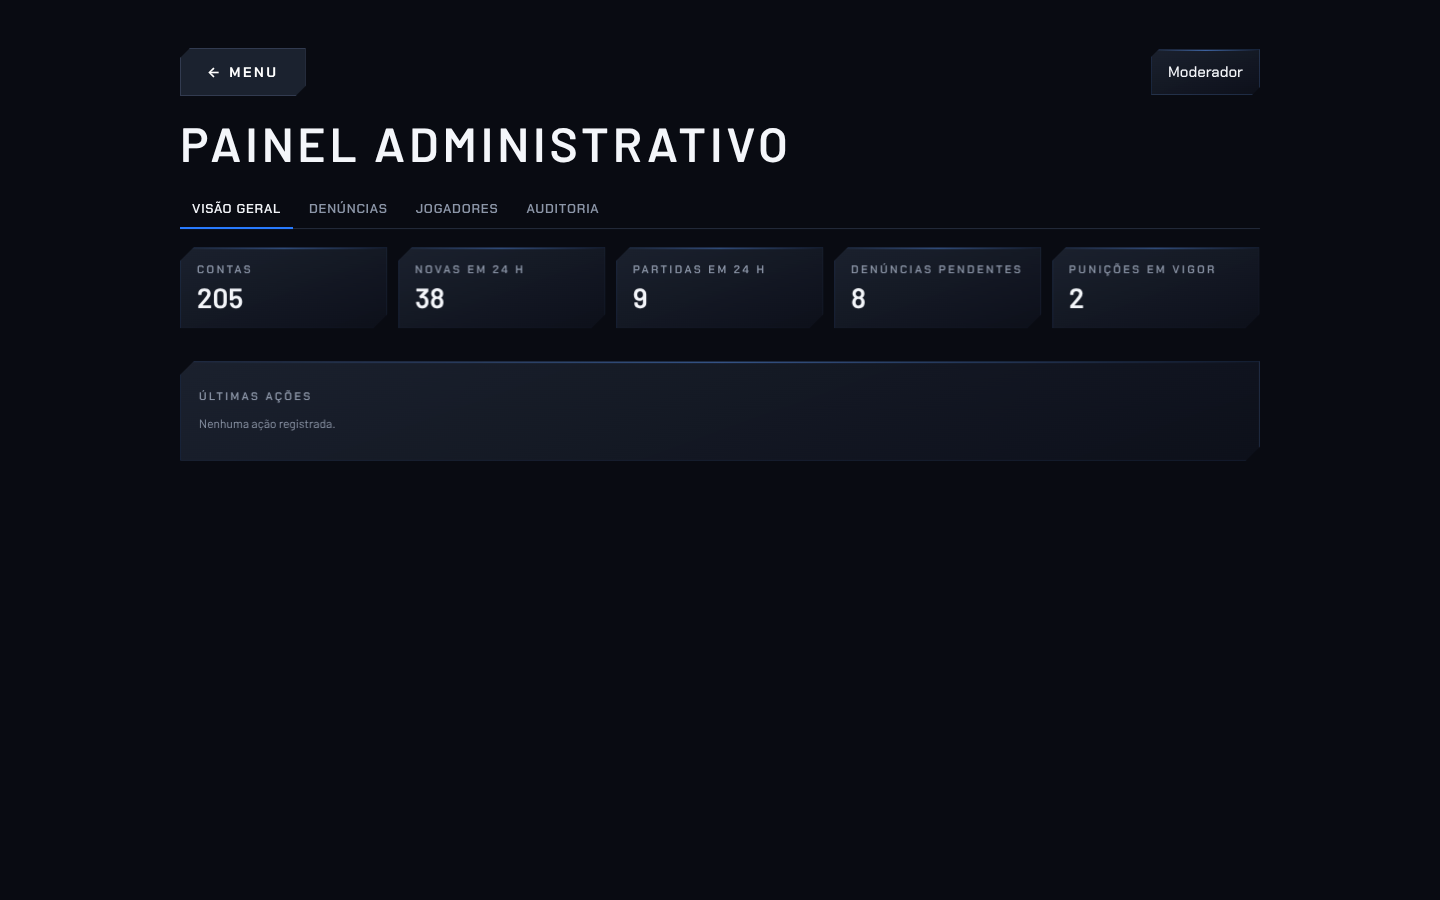 ← MENU
Moderador
PAINEL ADMINISTRATIVO
VISÃO GERAL DENÚNCIAS JOGADORES AUDITORIA
CONTAS NOVAS EM 24 H PARTIDAS EM 24 H DENÚNCIAS PENDENTES PUNIÇÕES EM VIGOR
205 38 9 8 2
ÚLTIMAS AÇÕES
Nenhuma ação registrada.